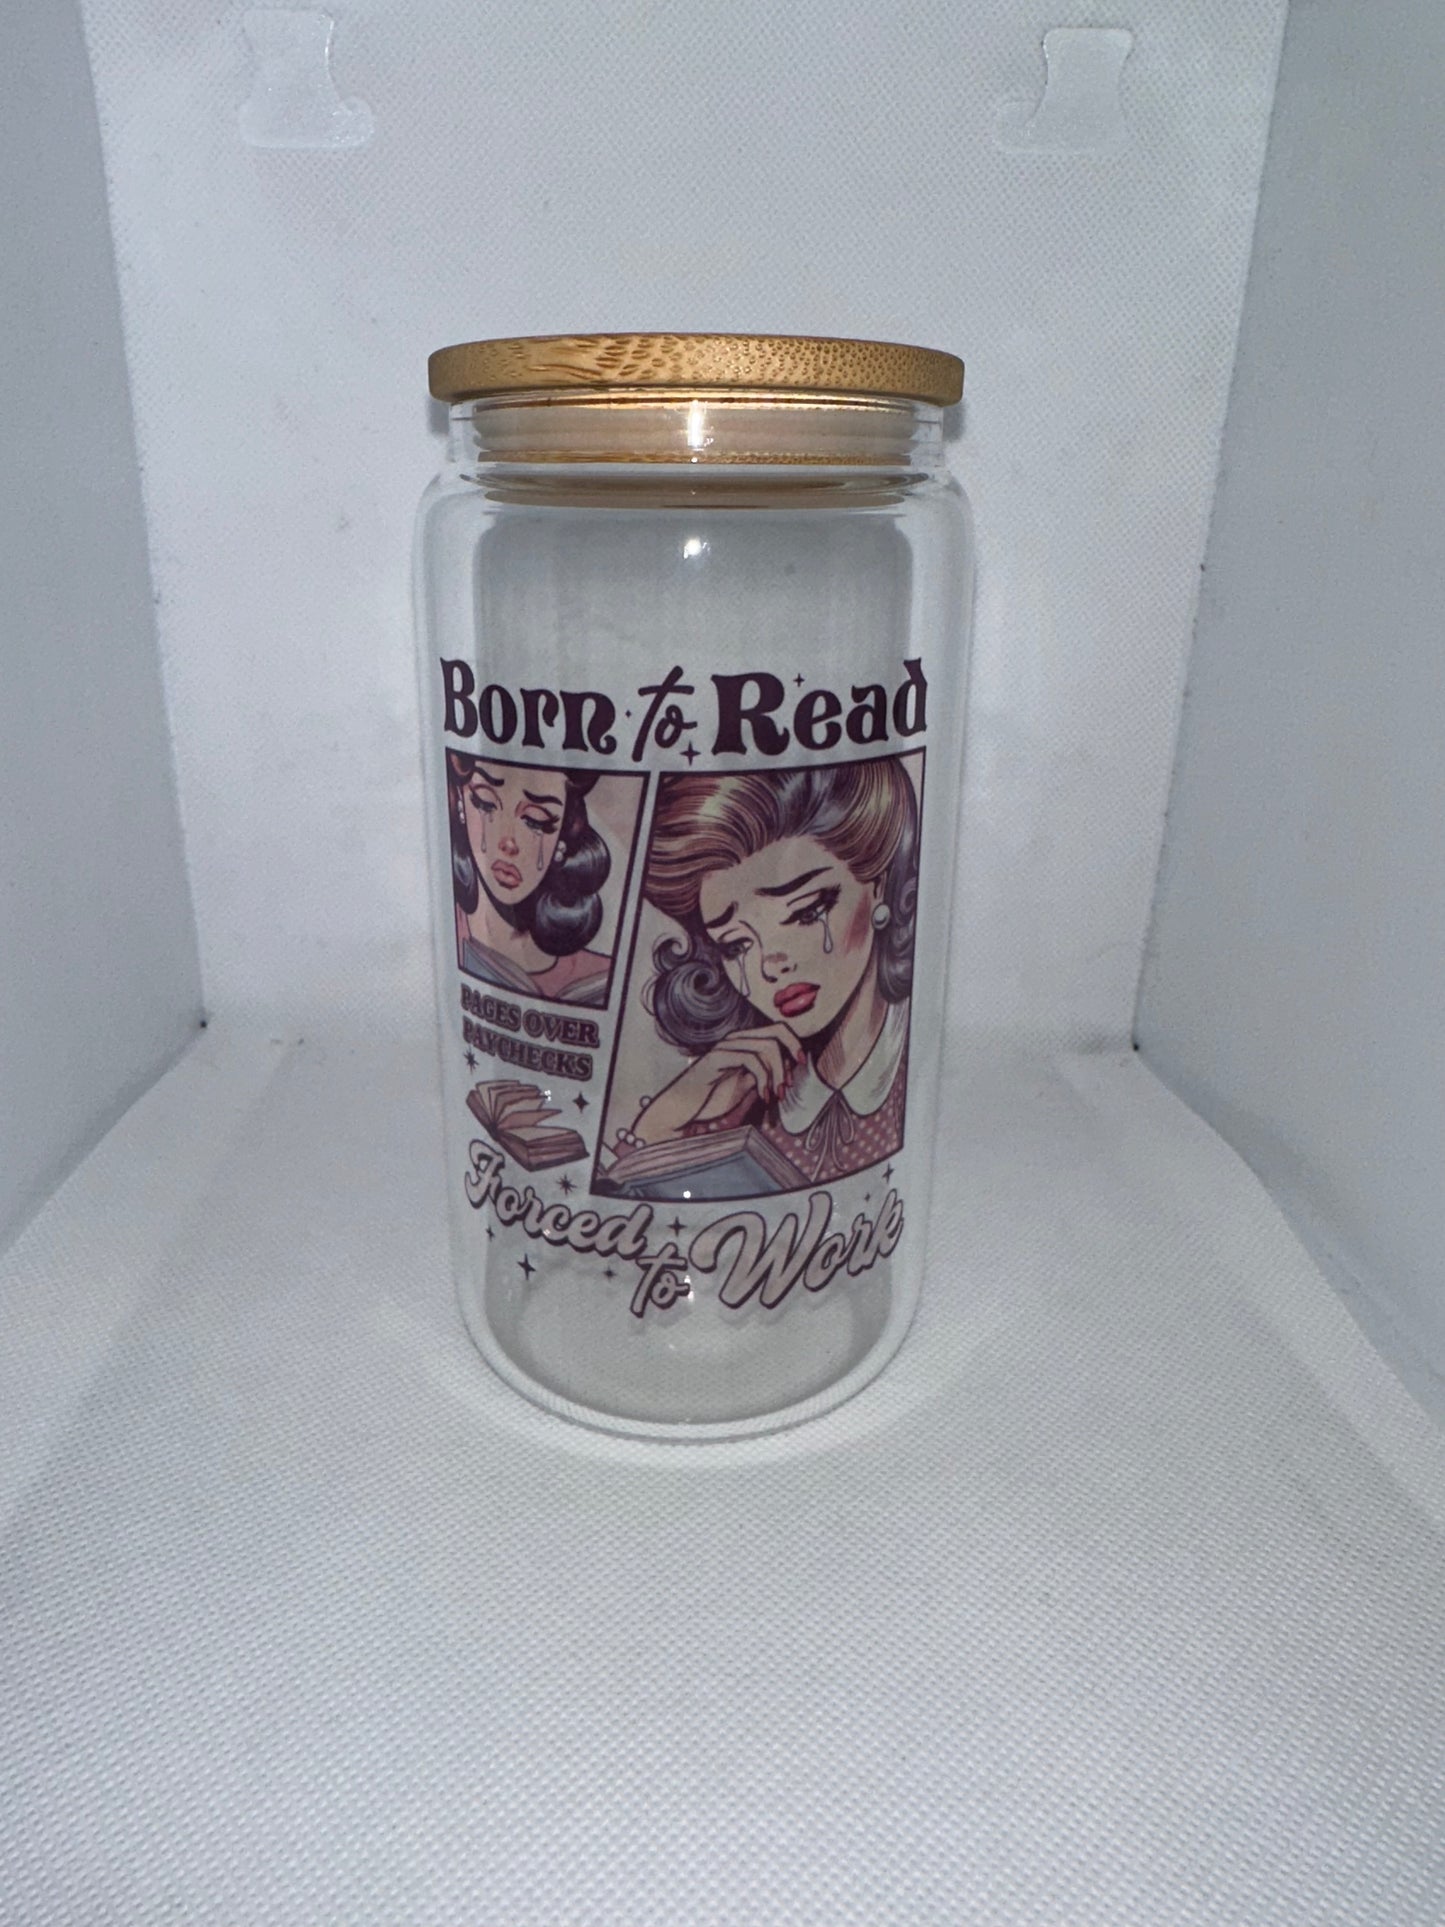 Born to Read
PAGES OVER
PAYCHECKS
Forced
to Work